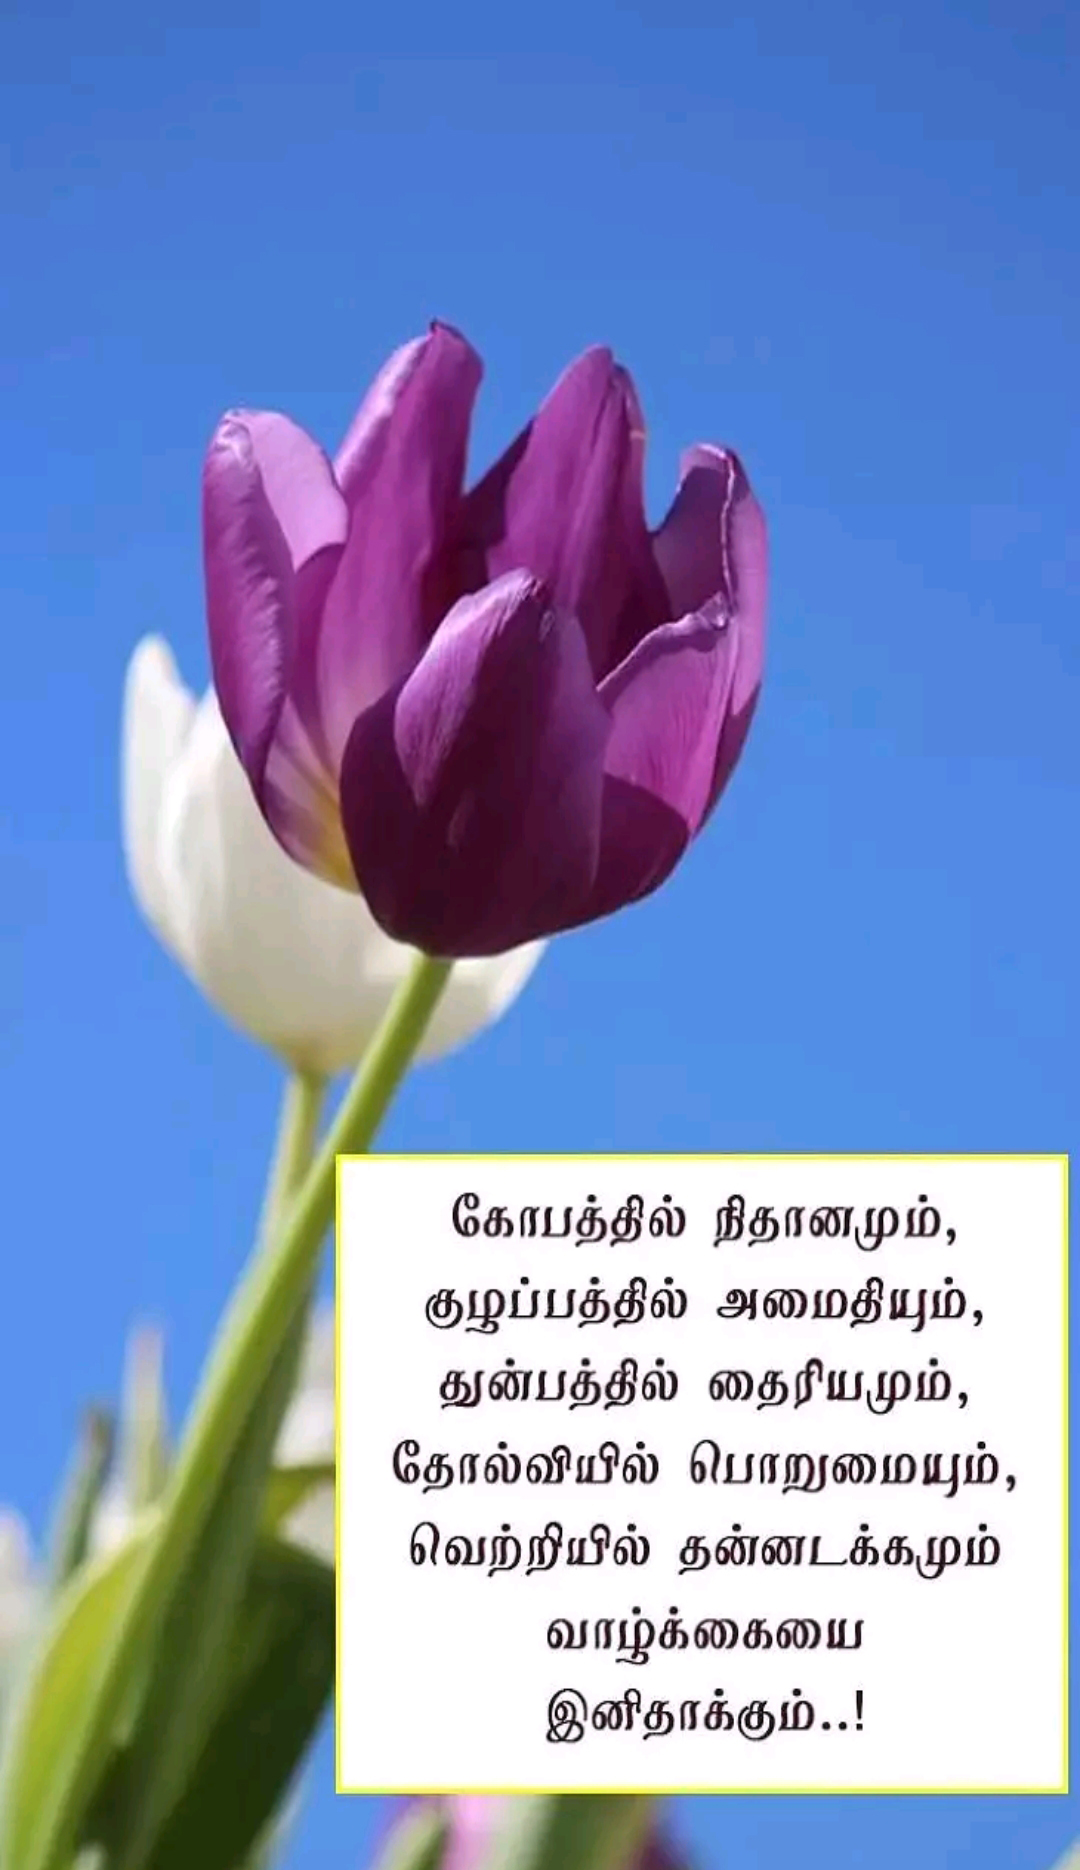 கோபத்தில் நிதானமும்,
குழப்பத்தில் அமைதியும்,
துன்பத்தில் தைரியமும்,
தோல்வியில் பொறுமையும்,
வெற்றியில் தன்னடக்கமும்
வாழ்க்கையை
இனிதாக்கும்..!